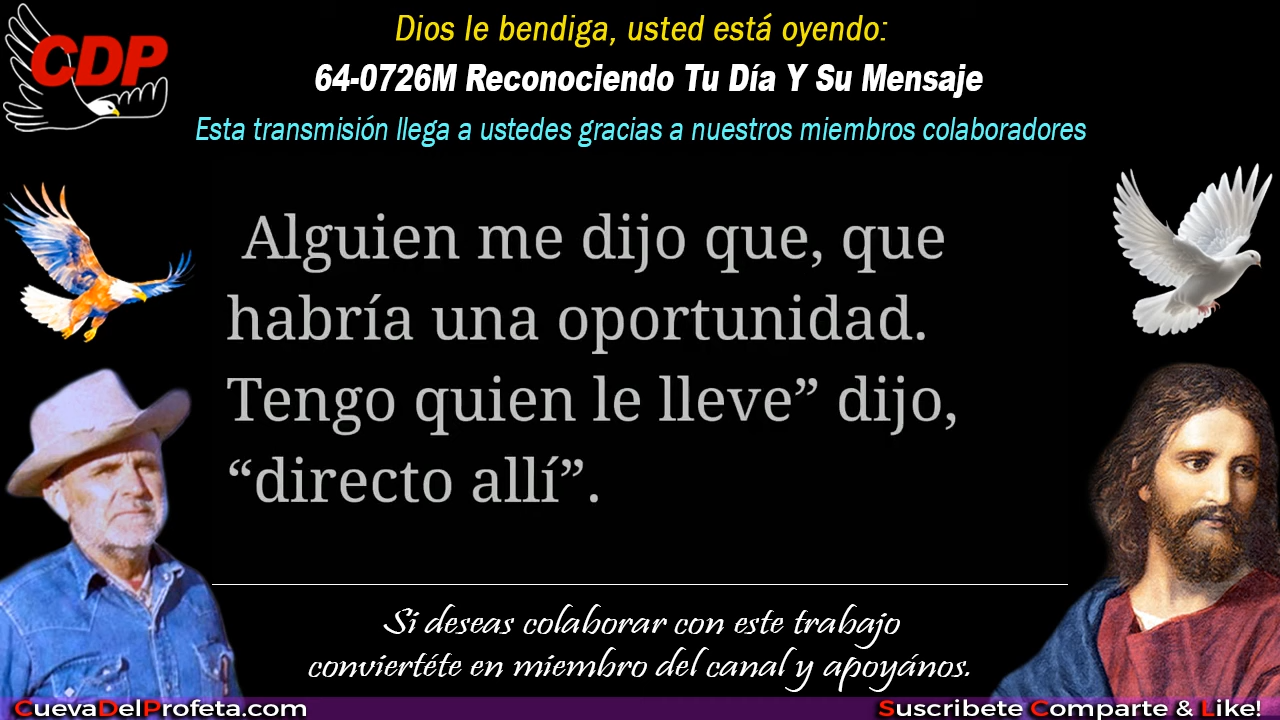 CDP
Dios le bendiga, usted está oyendo:
64-0726M Reconociendo Tu Día Y Su Mensaje
Esta transmisión llega a ustedes gracias a nuestros miembros colaboradores
Alguien me dijo que, que
habría una oportunidad.
Tengo quien le lleve” dijo,
“directo allí”.
Si deseas colaborar con este trabajo
conviertéte en miembro del canal y apoyános.
CuevaDelProfeta.com
Suscribete Comparte & Like!